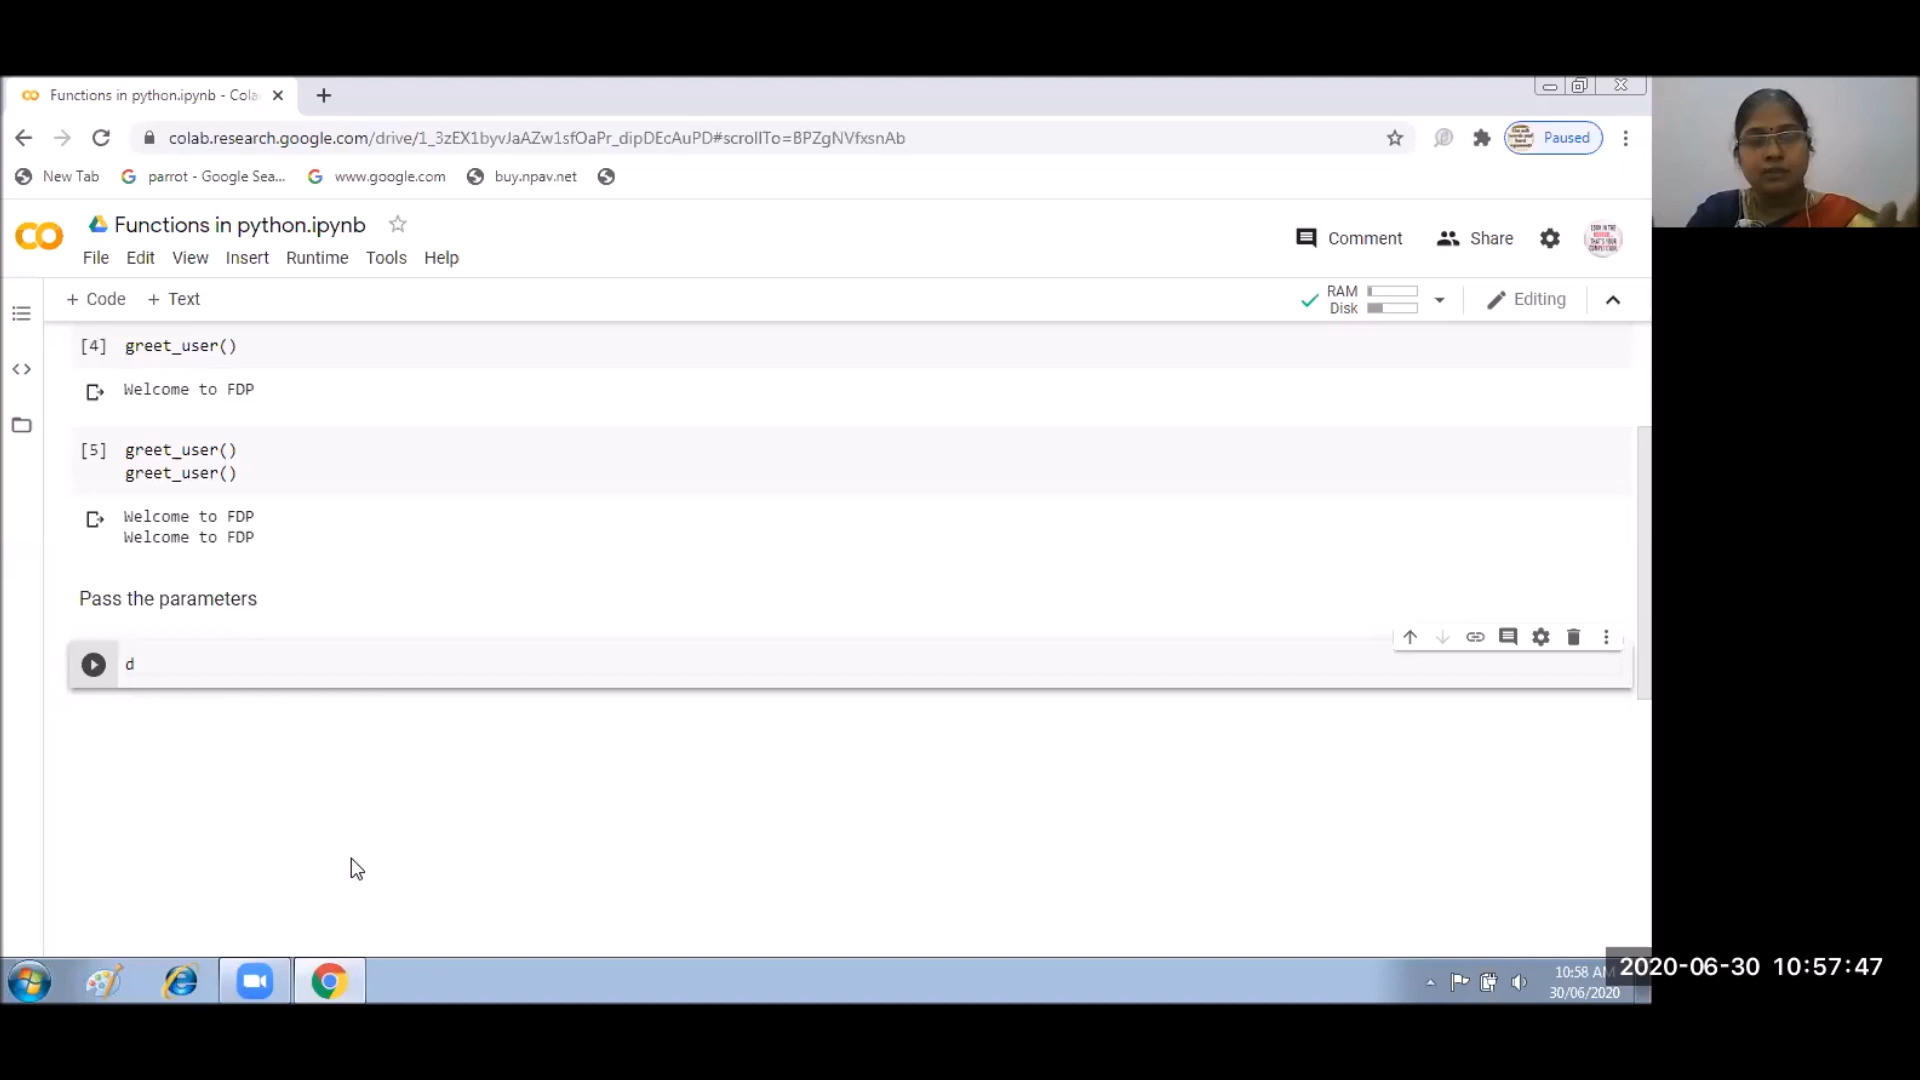 Functions in python.ipynb - Cola
colab.research.google.com/drive/1_3zEX1byvJaAZw1sfOaPr_dipDEcAuPD#scrollTo=BPZgNVfxsnAb
Paused
New Tab
parrot - Google Sea...
www.google.com
buy.npav.net
Functions in python.ipynb
Comment
Share
File Edit View Insert Runtime Tools Help
+ Code + Text
RAM
Disk
Editing
[4] greet_user()
Welcome to FDP
[5] greet_user()
greet_user()
Welcome to FDP
Welcome to FDP
Pass the parameters
d
10:58 AM
30/06/2020
2020-06-30 10:57:47